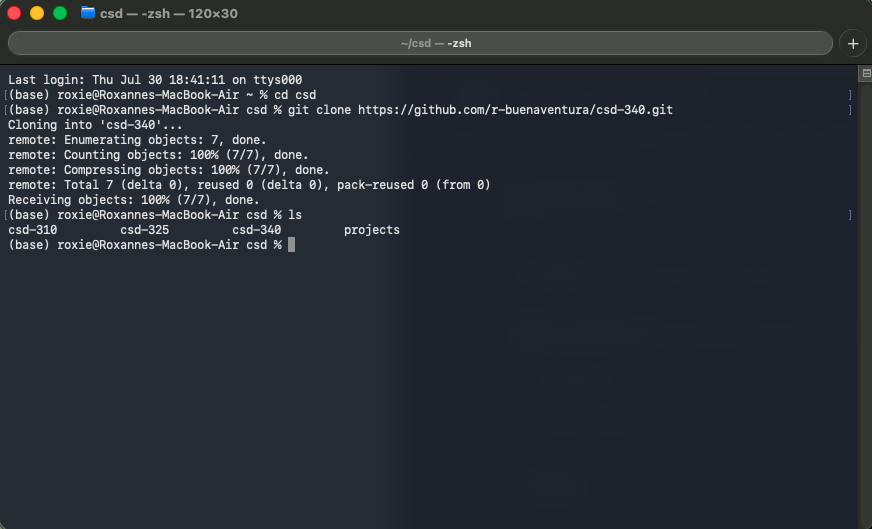 csd — -zsh — 120×30
~/csd — -zsh
Last login: Thu Jul 30 18:41:11 on ttys000
[(base) roxie@Roxannes-MacBook-Air ~ % cd csd ]
[(base) roxie@Roxannes-MacBook-Air csd % git clone https://github.com/r-buenaventura/csd-340.git ]
Cloning into 'csd-340'...
remote: Enumerating objects: 7, done.
remote: Counting objects: 100% (7/7), done.
remote: Compressing objects: 100% (7/7), done.
remote: Total 7 (delta 0), reused 0 (delta 0), pack-reused 0 (from 0)
Receiving objects: 100% (7/7), done.
[(base) roxie@Roxannes-MacBook-Air csd % ls ]
csd-310 csd-325 csd-340 projects
(base) roxie@Roxannes-MacBook-Air csd %